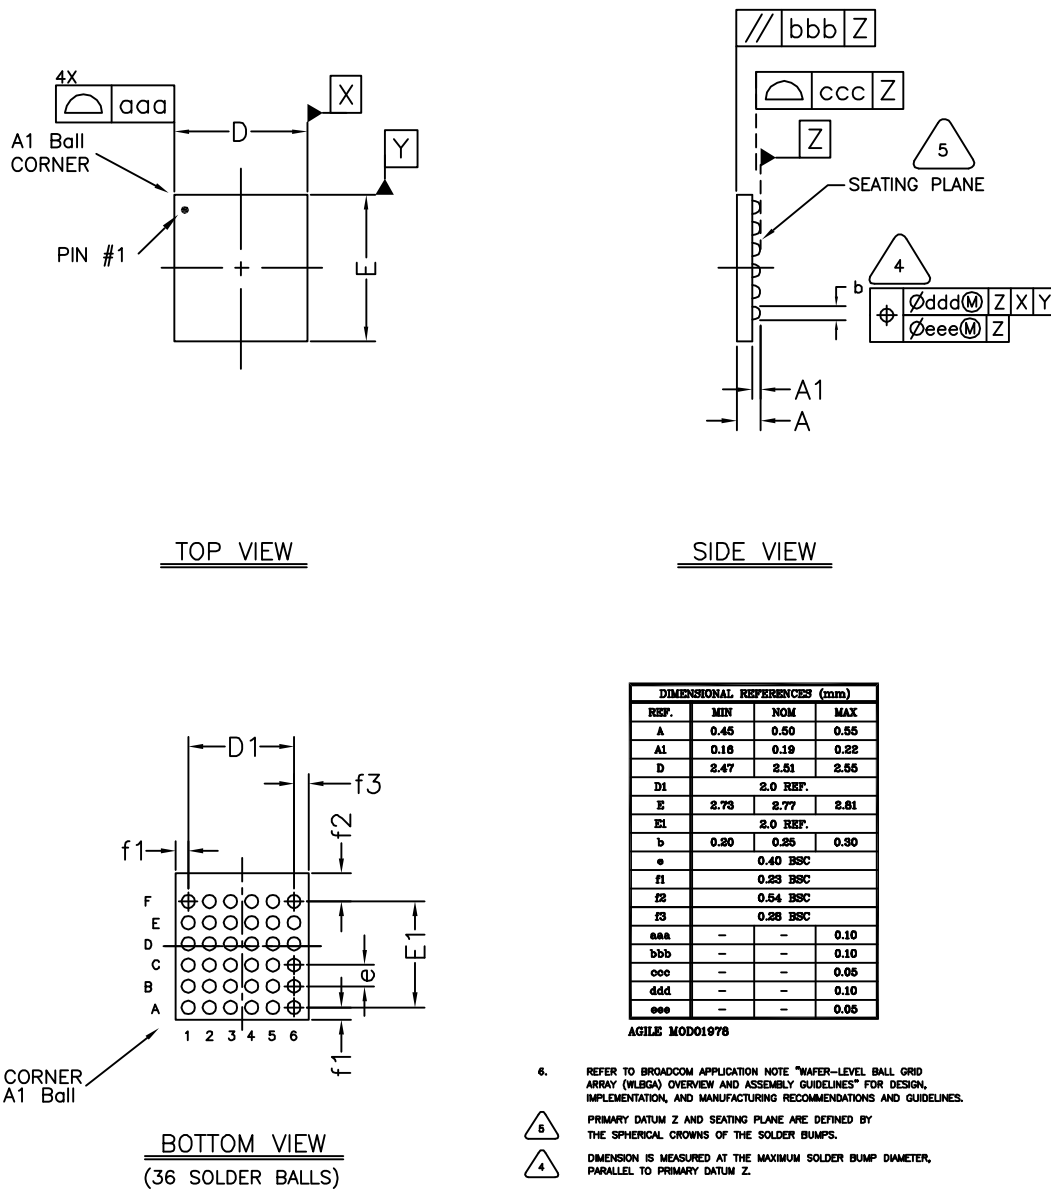 4X
aaa
D
X
Y
A1 Ball
CORNER
PIN #1
E
// bbb Z
ccc Z
Z
5
SEATING PLANE
4
b
Øddd Ⓜ Z X Y
Øeee Ⓜ Z
A1
A
TOP VIEW
SIDE VIEW
D1
f3
f2
f1
F
E
D
C
B
A
e
E1
1 2 3 4 5 6
f1
CORNER
A1 Ball
BOTTOM VIEW
(36 SOLDER BALLS)
DIMENSIONAL REFERENCES (mm)
REF. MIN NOM MAX
A 0.45 0.50 0.55
A1 0.16 0.19 0.22
D 2.47 2.51 2.55
D1 2.0 REF.
E 2.73 2.77 2.81
E1 2.0 REF.
b 0.20 0.25 0.30
e 0.40 BSC
f1 0.23 BSC
f2 0.54 BSC
f3 0.28 BSC
aaa – – 0.10
bbb – – 0.10
ccc – – 0.05
ddd – – 0.10
eee – – 0.05
AGILE MOD01978
6. REFER TO BROADCOM APPLICATION NOTE "WAFER–LEVEL BALL GRID
ARRAY (WLBGA) OVERVIEW AND ASSEMBLY GUIDELINES" FOR DESIGN,
IMPLEMENTATION, AND MANUFACTURING RECOMMENDATIONS AND GUIDELINES.
5 PRIMARY DATUM Z AND SEATING PLANE ARE DEFINED BY
THE SPHERICAL CROWNS OF THE SOLDER BUMPS.
4 DIMENSION IS MEASURED AT THE MAXIMUM SOLDER BUMP DIAMETER,
PARALLEL TO PRIMARY DATUM Z.